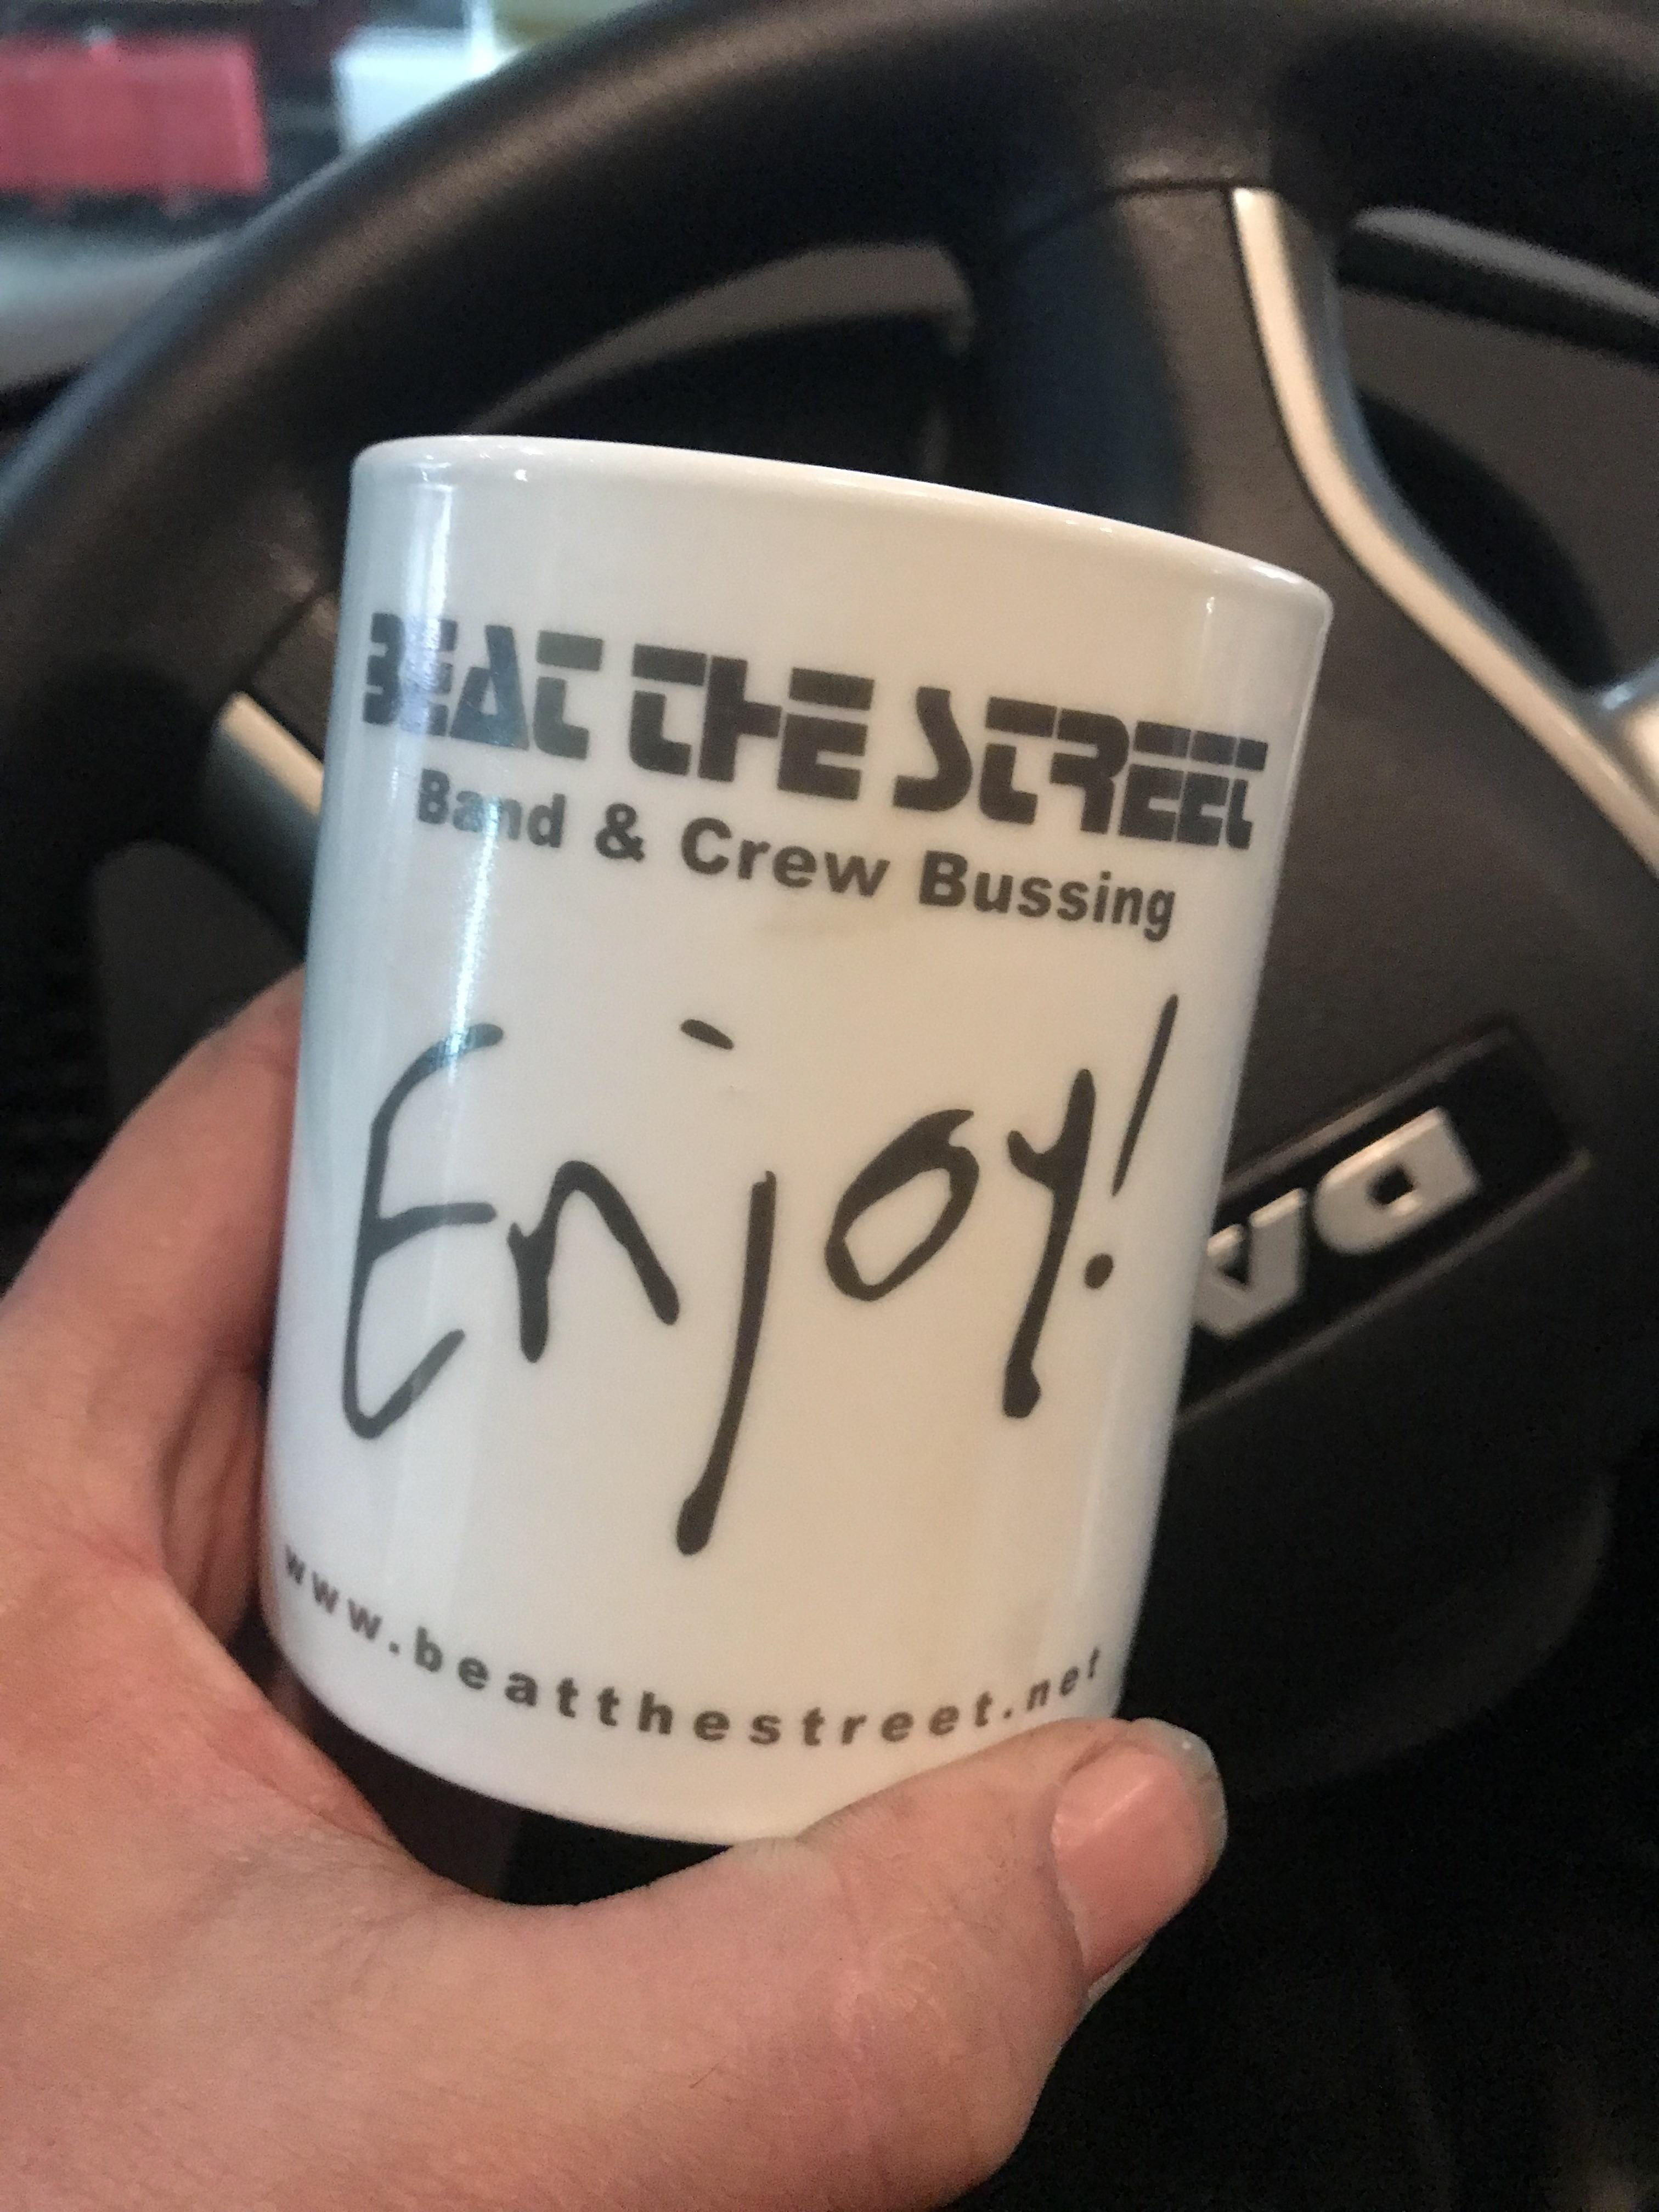 BEAT THE STREET
Band & Crew Bussing
Enjoy!
www.beatthestreet.net